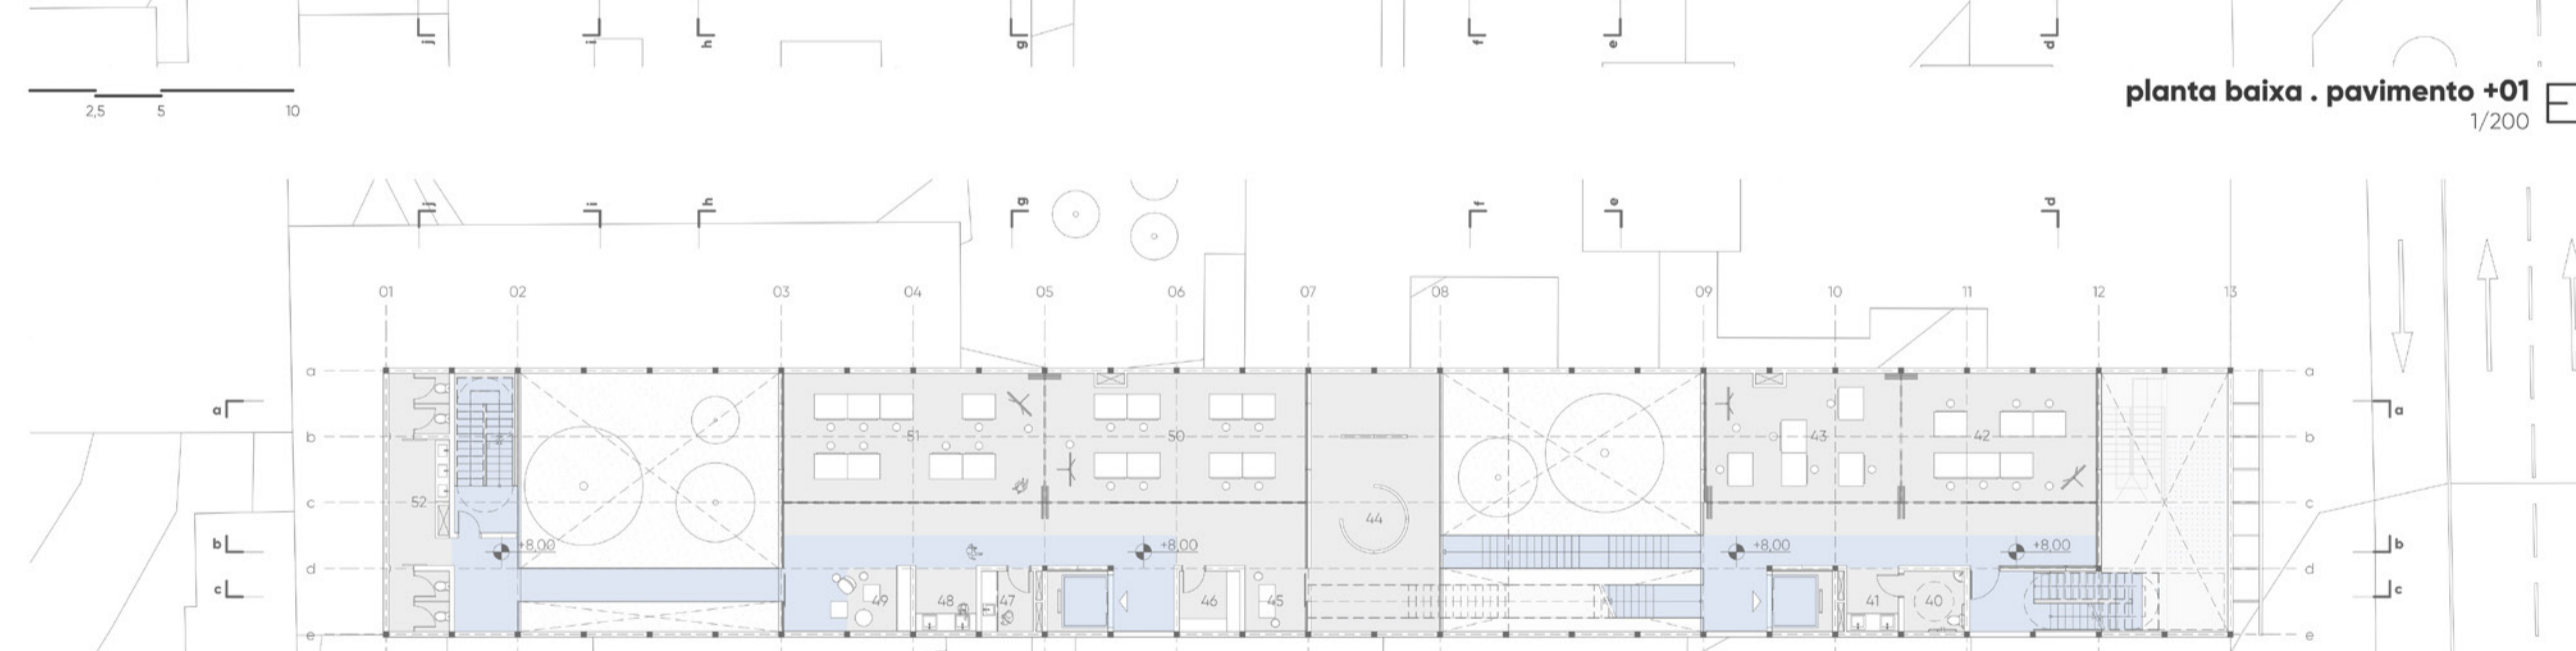 j i h g f e d
planta baixa . pavimento +01
2,5 5 10
1/200
j i h g f e d
01 02 03 04 05 06 07 08 09 10 11 12 13
a a
a a
b 51 50 43 42 b
c 52 44 c
b +8,00 +8,00 +8,00 +8,00 b
d d
c 49 48 47 46 45 41 40 c
e e